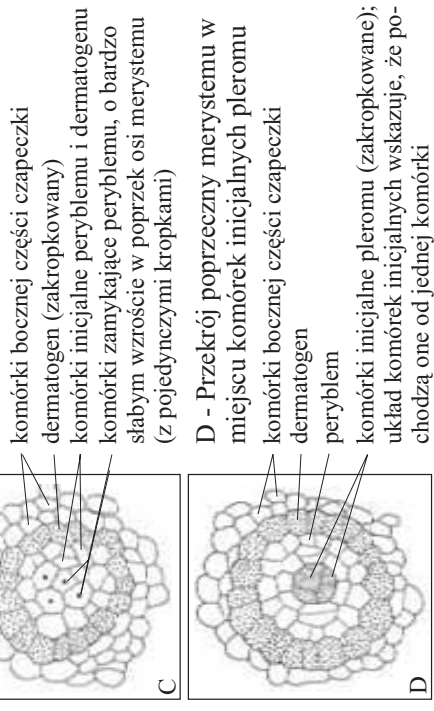 komórki bocznej części czapeczki
dermatogen (zakropkowany)
komórki inicjalne peryblemu i dermatogenu
komórki zamykające peryblemu, o bardzo
słabym wzroście w poprzek osi merystemu
(z pojedynczymi kropkami)
C
D - Przekrój poprzeczny merystemu w
miejscu komórek inicjalnych pleromu
komórki bocznej części czapeczki
dermatogen
peryblem
komórki inicjalne pleromu (zakropkowane);
układ komórek inicjalnych wskazuje, że po-
chodzą one od jednej komórki
D